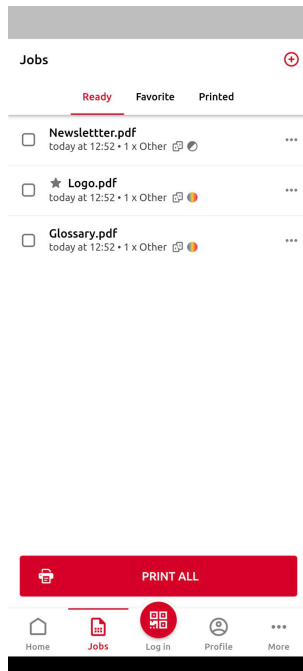 Jobs
Ready Favorite Printed
Newslettter.pdf
today at 12:52 • 1 x Other
Logo.pdf
today at 12:52 • 1 x Other
Glossary.pdf
today at 12:52 • 1 x Other
PRINT ALL
Home Jobs Log in Profile More